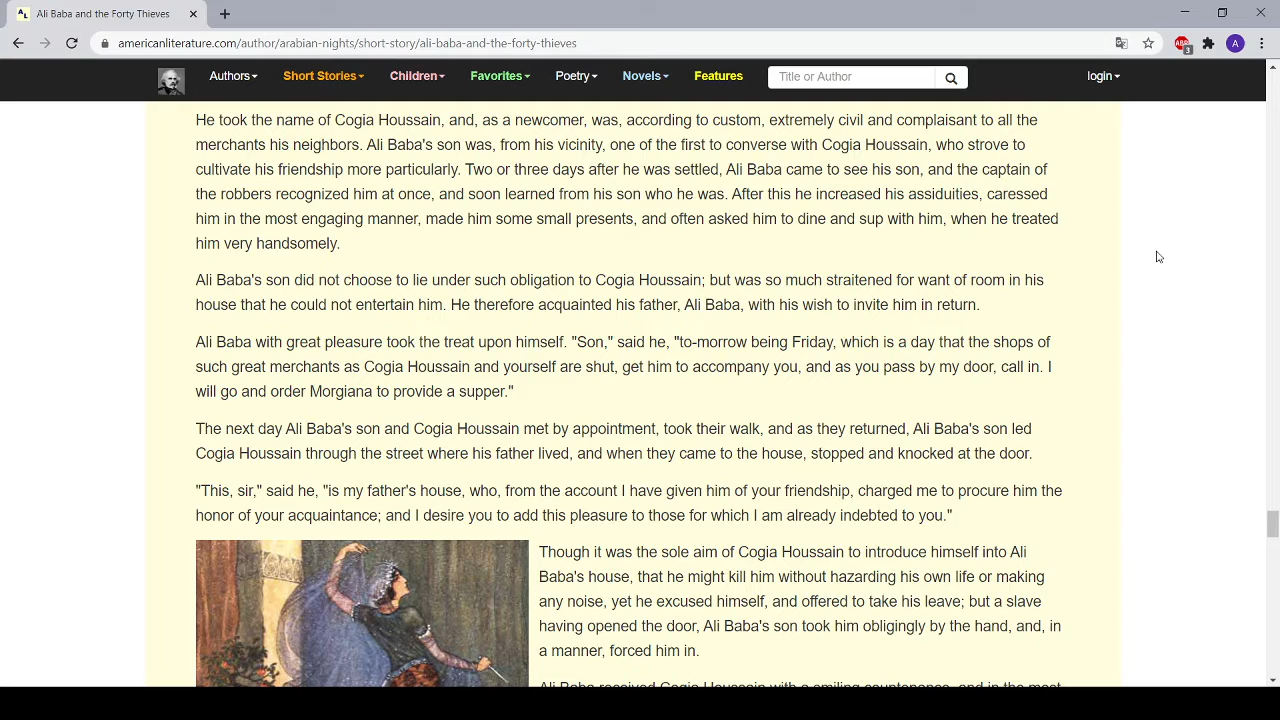 Ali Baba and the Forty Thieves
americanliterature.com/author/arabian-nights/short-story/ali-baba-and-the-forty-thieves
ABP
3
A
Authors
Short Stories
Children
Favorites
Poetry
Novels
Features
Title or Author
login
He took the name of Cogia Houssain, and, as a newcomer, was, according to custom, extremely civil and complaisant to all the
merchants his neighbors. Ali Baba's son was, from his vicinity, one of the first to converse with Cogia Houssain, who strove to
cultivate his friendship more particularly. Two or three days after he was settled, Ali Baba came to see his son, and the captain of
the robbers recognized him at once, and soon learned from his son who he was. After this he increased his assiduities, caressed
him in the most engaging manner, made him some small presents, and often asked him to dine and sup with him, when he treated
him very handsomely.
Ali Baba's son did not choose to lie under such obligation to Cogia Houssain; but was so much straitened for want of room in his
house that he could not entertain him. He therefore acquainted his father, Ali Baba, with his wish to invite him in return.
Ali Baba with great pleasure took the treat upon himself. "Son," said he, "to-morrow being Friday, which is a day that the shops of
such great merchants as Cogia Houssain and yourself are shut, get him to accompany you, and as you pass by my door, call in. I
will go and order Morgiana to provide a supper."
The next day Ali Baba's son and Cogia Houssain met by appointment, took their walk, and as they returned, Ali Baba's son led
Cogia Houssain through the street where his father lived, and when they came to the house, stopped and knocked at the door.
"This, sir," said he, "is my father's house, who, from the account I have given him of your friendship, charged me to procure him the
honor of your acquaintance; and I desire you to add this pleasure to those for which I am already indebted to you."
Though it was the sole aim of Cogia Houssain to introduce himself into Ali
Baba's house, that he might kill him without hazarding his own life or making
any noise, yet he excused himself, and offered to take his leave; but a slave
having opened the door, Ali Baba's son took him obligingly by the hand, and, in
a manner, forced him in.
Ali Baba received Cogia Houssain with a smiling countenance, and in the most